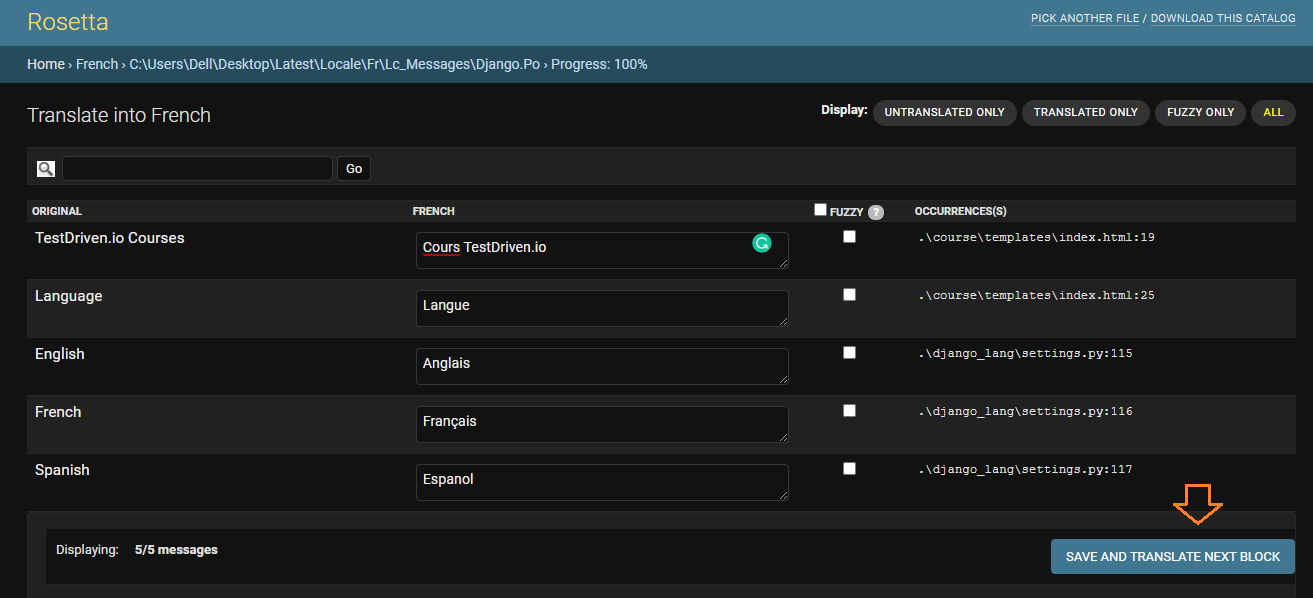 Rosetta
PICK ANOTHER FILE / DOWNLOAD THIS CATALOG
Home › French › C:\Users\Dell\Desktop\Latest\Locale\Fr\Lc_Messages\Django.Po › Progress: 100%
Translate into French
Display: UNTRANSLATED ONLY TRANSLATED ONLY FUZZY ONLY ALL
Go
ORIGINAL FRENCH FUZZY ? OCCURRENCES(S)
TestDriven.io Courses Cours TestDriven.io .\course\templates\index.html:19
Language Langue .\course\templates\index.html:25
English Anglais .\django_lang\settings.py:115
French Français .\django_lang\settings.py:116
Spanish Espanol .\django_lang\settings.py:117
Displaying: 5/5 messages
SAVE AND TRANSLATE NEXT BLOCK